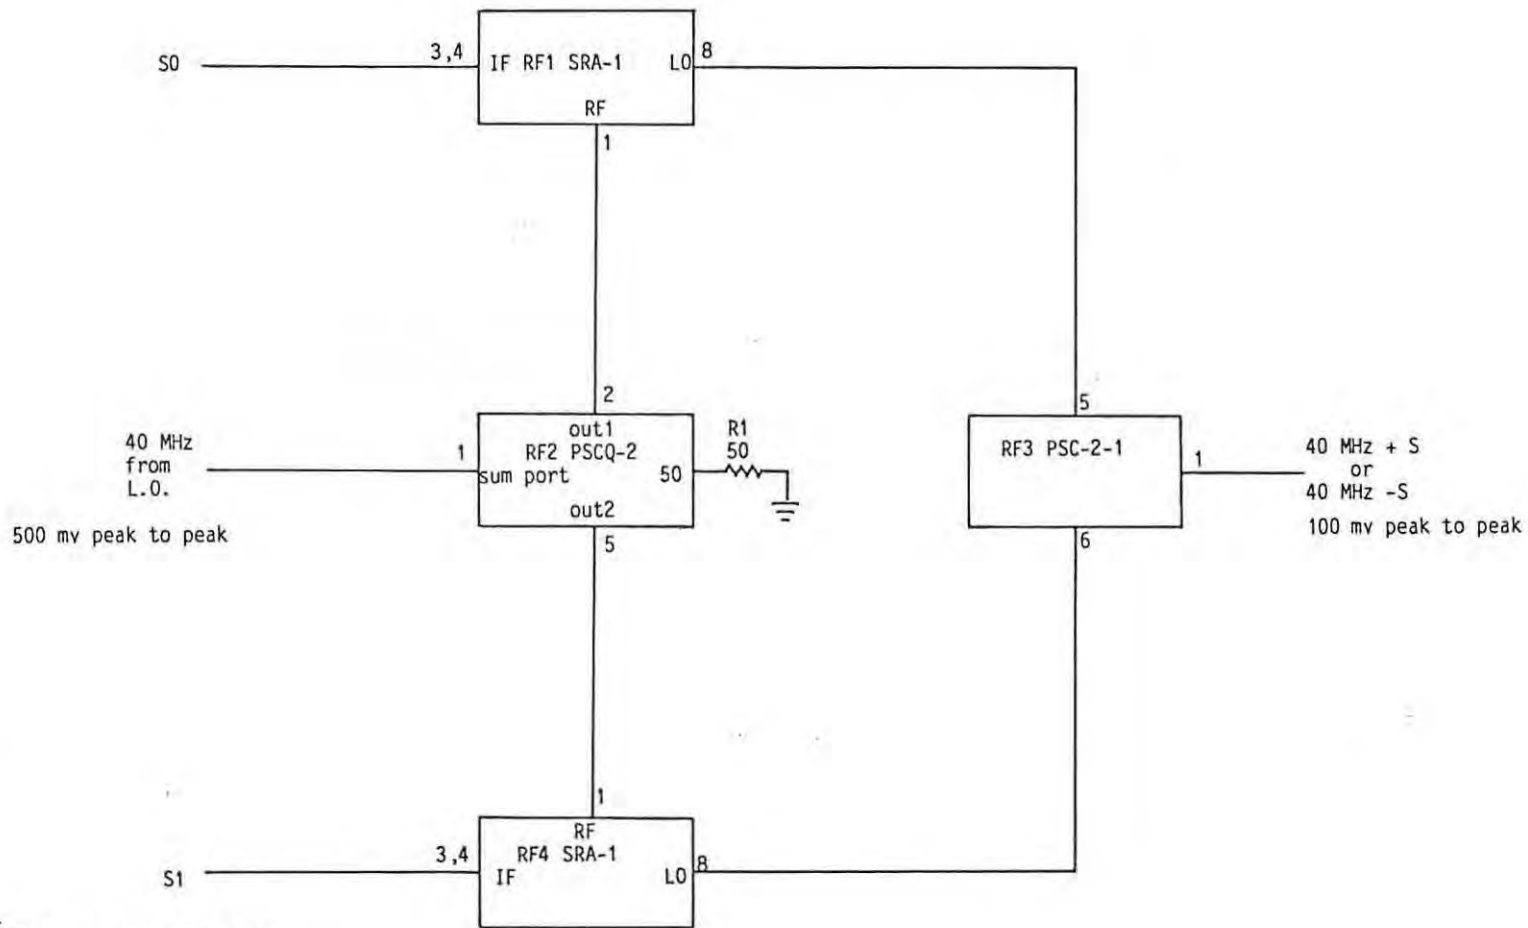 S0
3,4
IF RF1 SRA-1 LO
8
RF
1
2
out1
RF2 PSCQ-2
sum port
50
out2
5
40 MHz
from
L.O.
1
500 mv peak to peak
R1
50
5
RF3 PSC-2-1
1
6
40 MHz + S
or
40 MHz -S
100 mv peak to peak
1
RF
RF4 SRA-1
3,4
IF
LO
8
S1